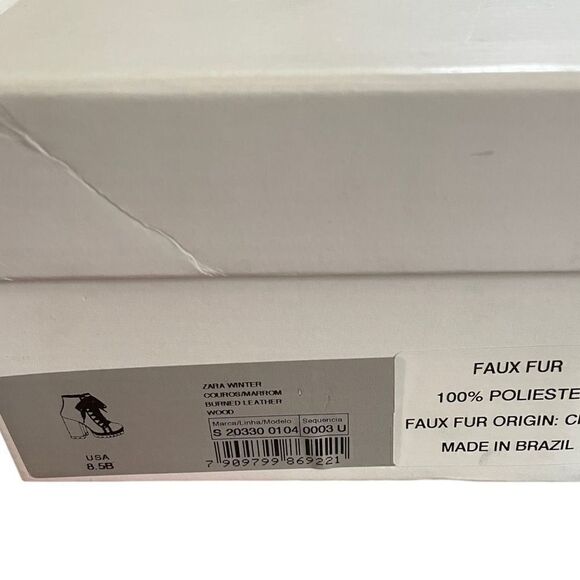 ZARA WINTER
COUROS/MARROM
BURNED LEATHER
WOOD
Marca/Linha/Modelo Sequencia
S 20330 0104 0003 U
7 909799 869221
USA
8.5B
FAUX FUR
100% POLIESTE
FAUX FUR ORIGIN:
MADE IN BRAZIL